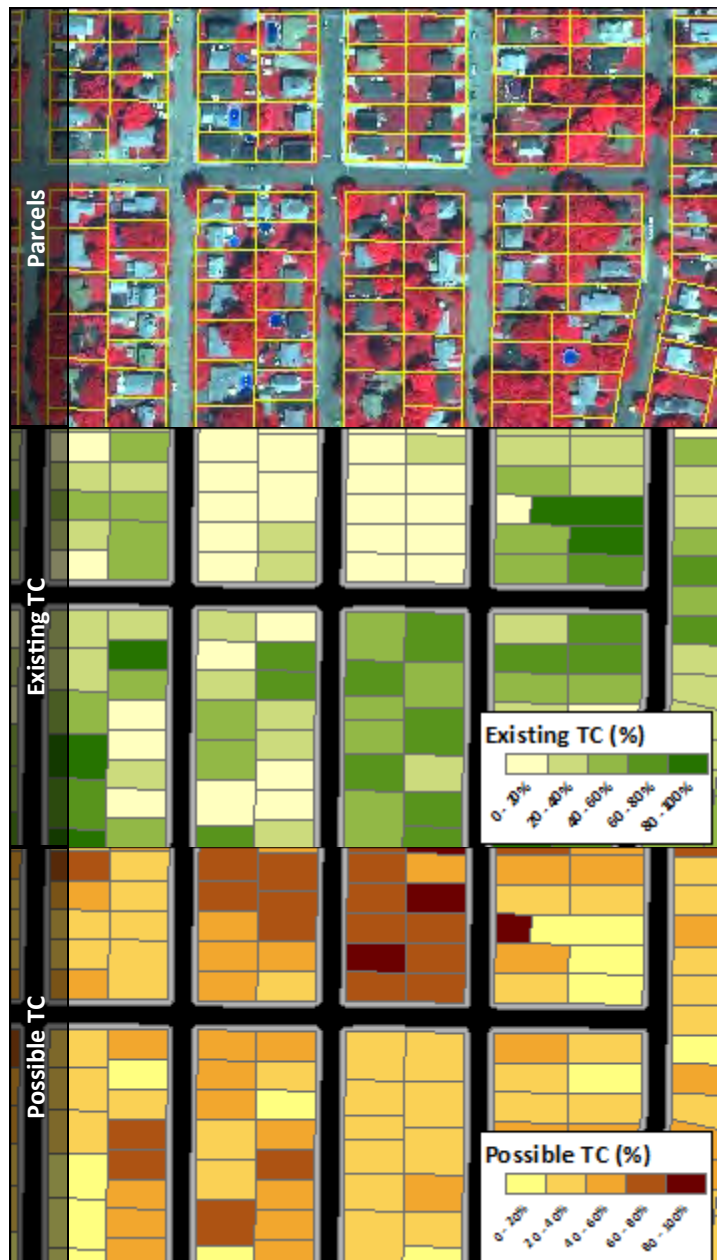 Parcels
Existing TC
Existing TC (%)
0 - 20%
20 - 40%
40 - 60%
60 - 80%
80 - 100%
Possible TC
Possible TC (%)
0 - 20%
20 - 40%
40 - 60%
60 - 80%
80 - 100%